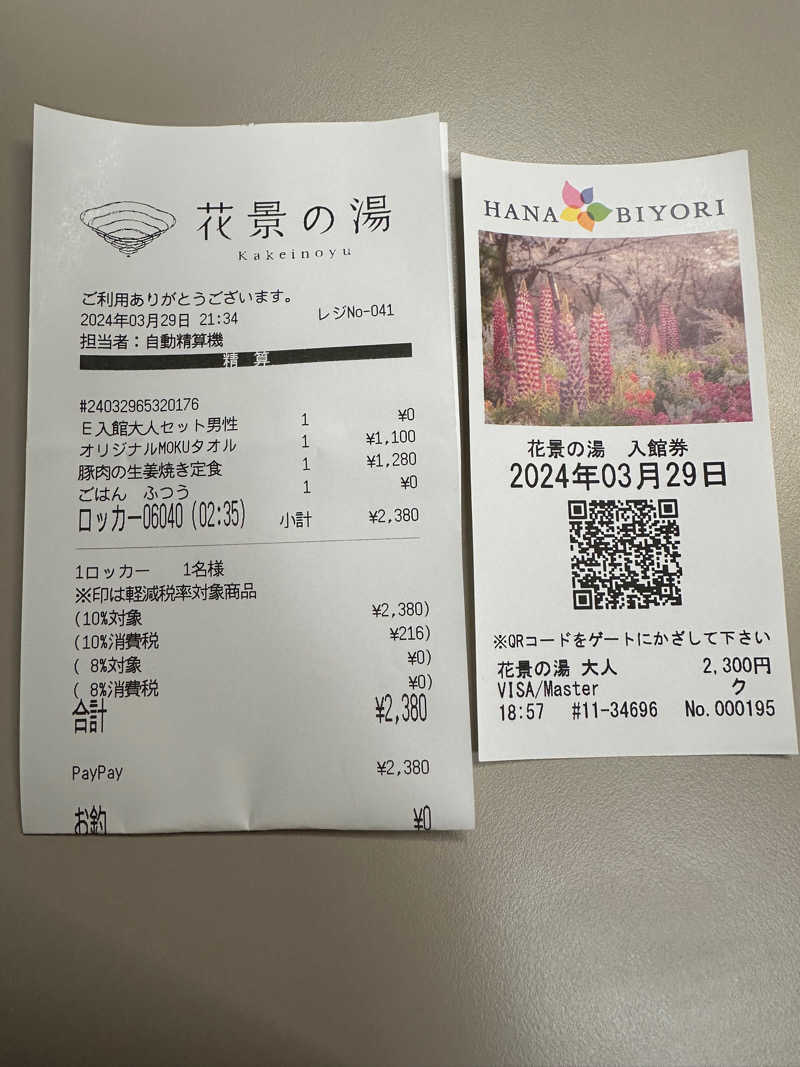 花景の湯
Kakeinoyu
ご利用ありがとうございます。
2024年03月29日 21:34 レジNo-041
担当者：自動精算機
精 算
#24032965320176
Ｅ入館大人セット男性 1 ¥0
オリジナルMOKUタオル 1 ¥1,100
豚肉の生姜焼き定食 1 ¥1,280
ごはん ふつう 1 ¥0
ロッカー06040 (02:35) 小計 ¥2,380
1ロッカー 1名様
※印は軽減税率対象商品
(10%対象 ¥2,380)
(10%消費税 ¥216)
( 8%対象 ¥0)
( 8%消費税 ¥0)
合計 ¥2,380
PayPay ¥2,380
お釣 ¥0
HANA BIYORI
花景の湯 入館券
2024年03月29日
※QRコードをゲートにかざして下さい
花景の湯 大人 2,300円
VISA/Master ク
18:57 #11-34696 No.000195